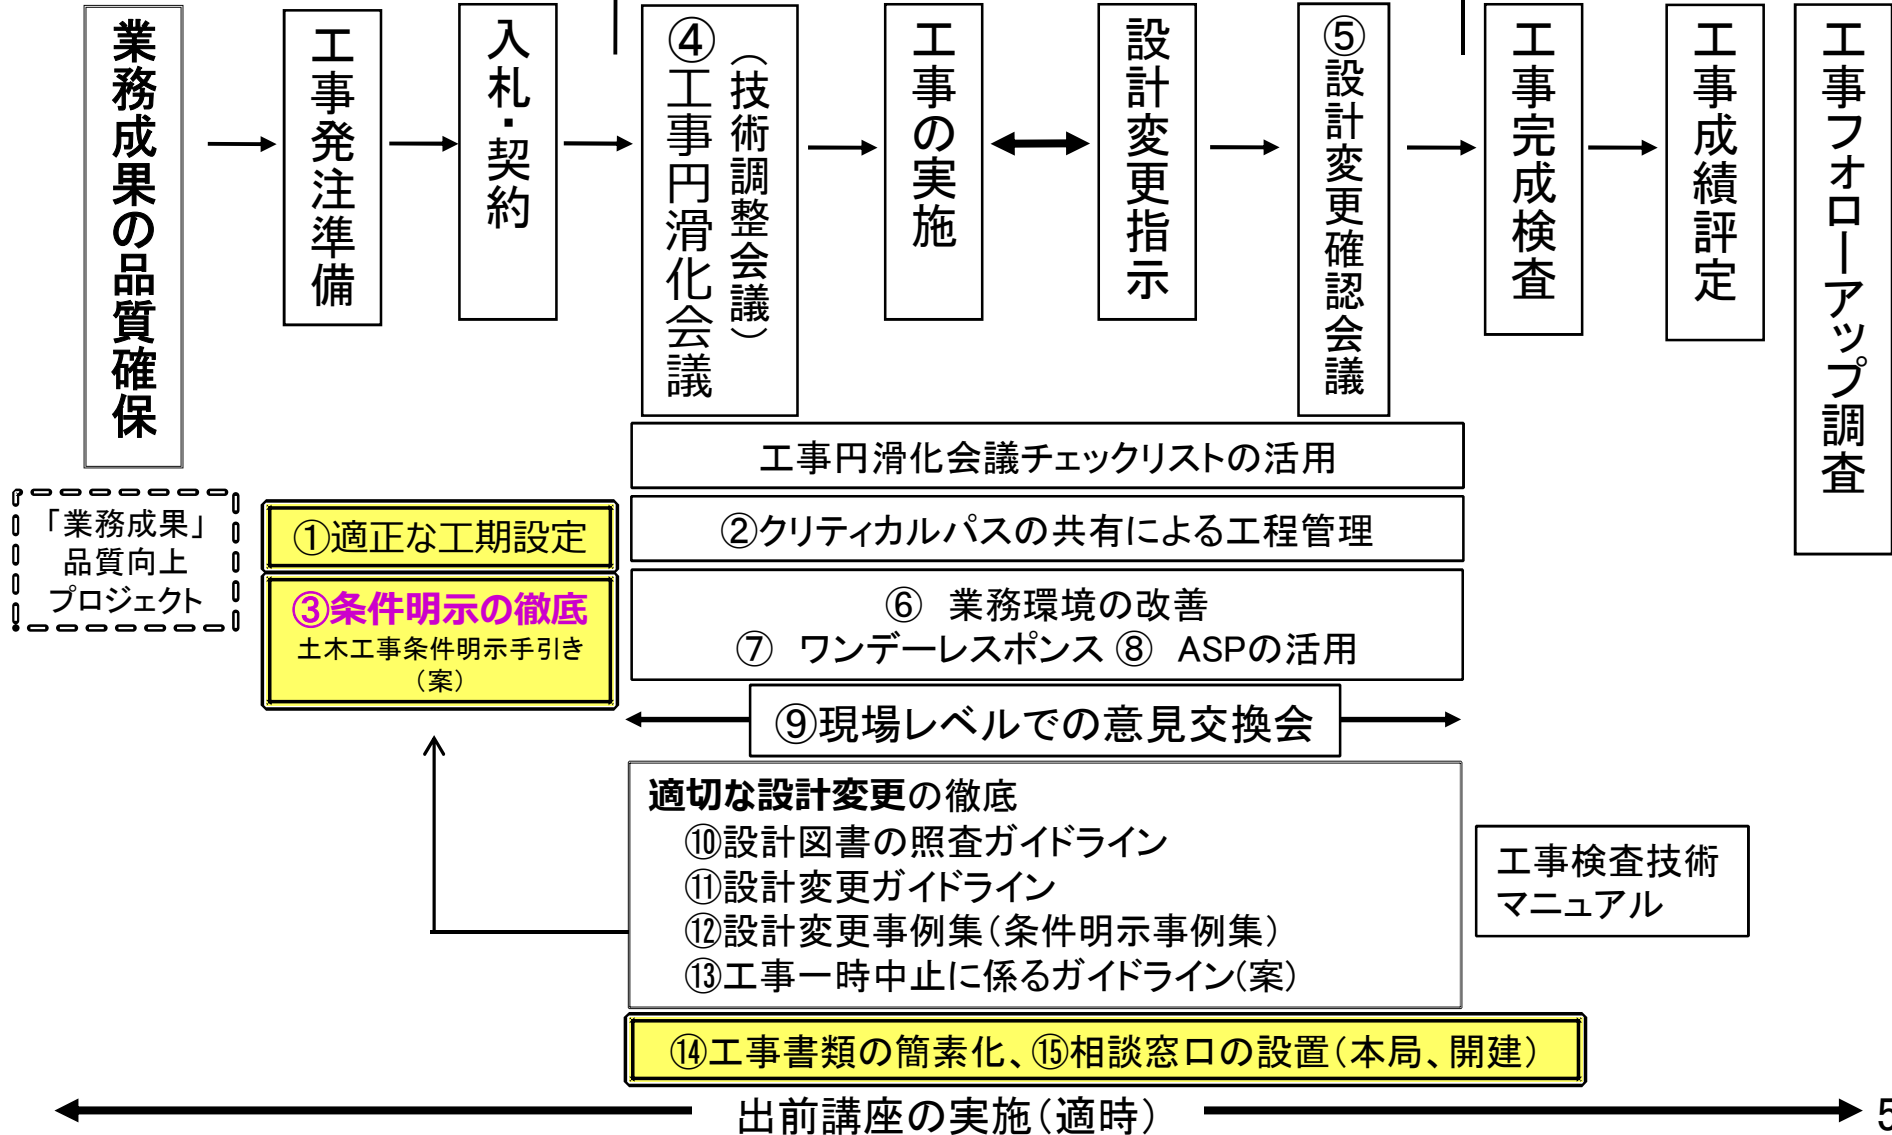 業務成果の品質確保
工事発注準備
入札・契約
④工事円滑化会議
（技術調整会議）
工事の実施
設計変更指示
⑤設計変更確認会議
工事完成検査
工事成績評定
工事フォローアップ調査
工事円滑化会議チェックリストの活用
「業務成果」
品質向上
プロジェクト
①適正な工期設定
②クリティカルパスの共有による工程管理
③条件明示の徹底
土木工事条件明示手引き
（案）
⑥　業務環境の改善
⑦　ワンデーレスポンス ⑧　ASPの活用
⑨現場レベルでの意見交換会
適切な設計変更の徹底
⑩設計図書の照査ガイドライン
⑪設計変更ガイドライン
⑫設計変更事例集（条件明示事例集）
⑬工事一時中止に係るガイドライン(案)
工事検査技術
マニュアル
⑭工事書類の簡素化、⑮相談窓口の設置（本局、開建）
出前講座の実施（適時）
5